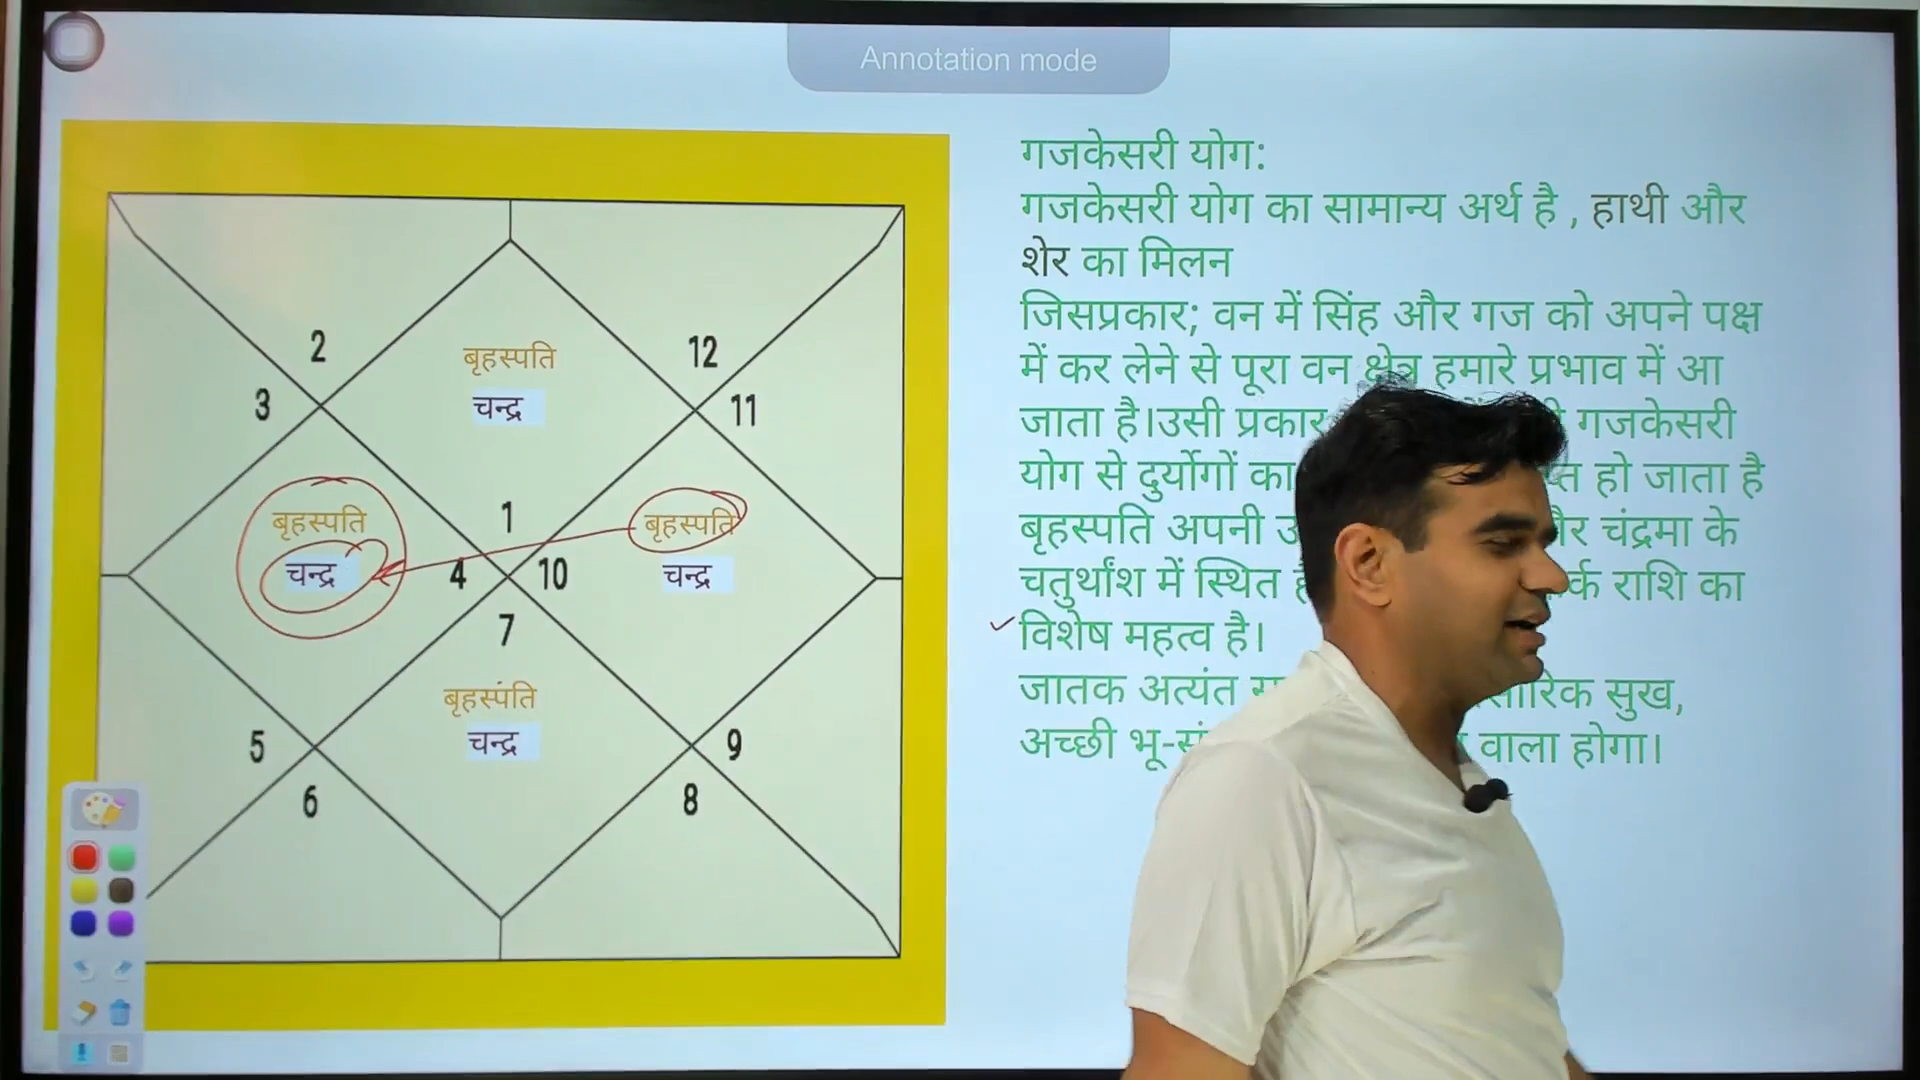 Annotation mode
गजकेसरी योग:
गजकेसरी योग का सामान्य अर्थ है , हाथी और
शेर का मिलन
जिसप्रकार; वन में सिंह और गज को अपने पक्ष
में कर लेने से पूरा वन क्षेत्र हमारे प्रभाव में आ
जाता है।उसी प्रकार गजकेसरी
योग से दुर्योगों का हो जाता है
बृहस्पति अपनी चंद्रमा के
चतुर्थांश में स्थित राशि का
विशेष महत्व है।
जातक अत्यंत सुख,
अच्छी वाला होगा।
2
बृहस्पति
12
3
चन्द्र
11
1
बृहस्पति
बृहस्पति
चन्द्र
4
10
चन्द्र
7
बृहस्पति
5
चन्द्र
9
6
8